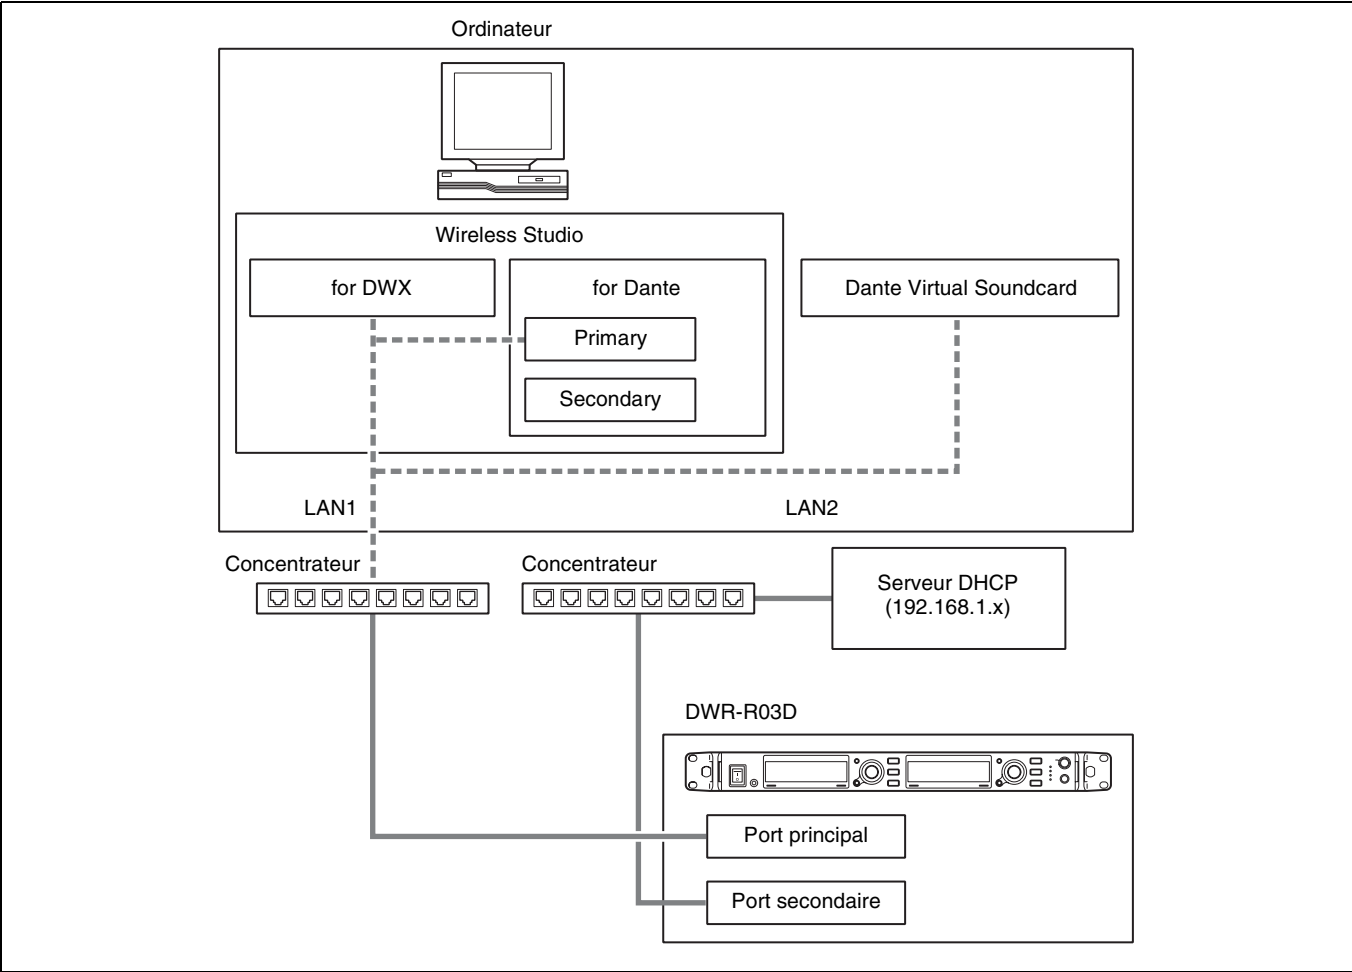 Ordinateur
Wireless Studio
for DWX
for Dante
Dante Virtual Soundcard
Primary
Secondary
LAN1
LAN2
Concentrateur
Concentrateur
Serveur DHCP
(192.168.1.x)
DWR-R03D
Port principal
Port secondaire